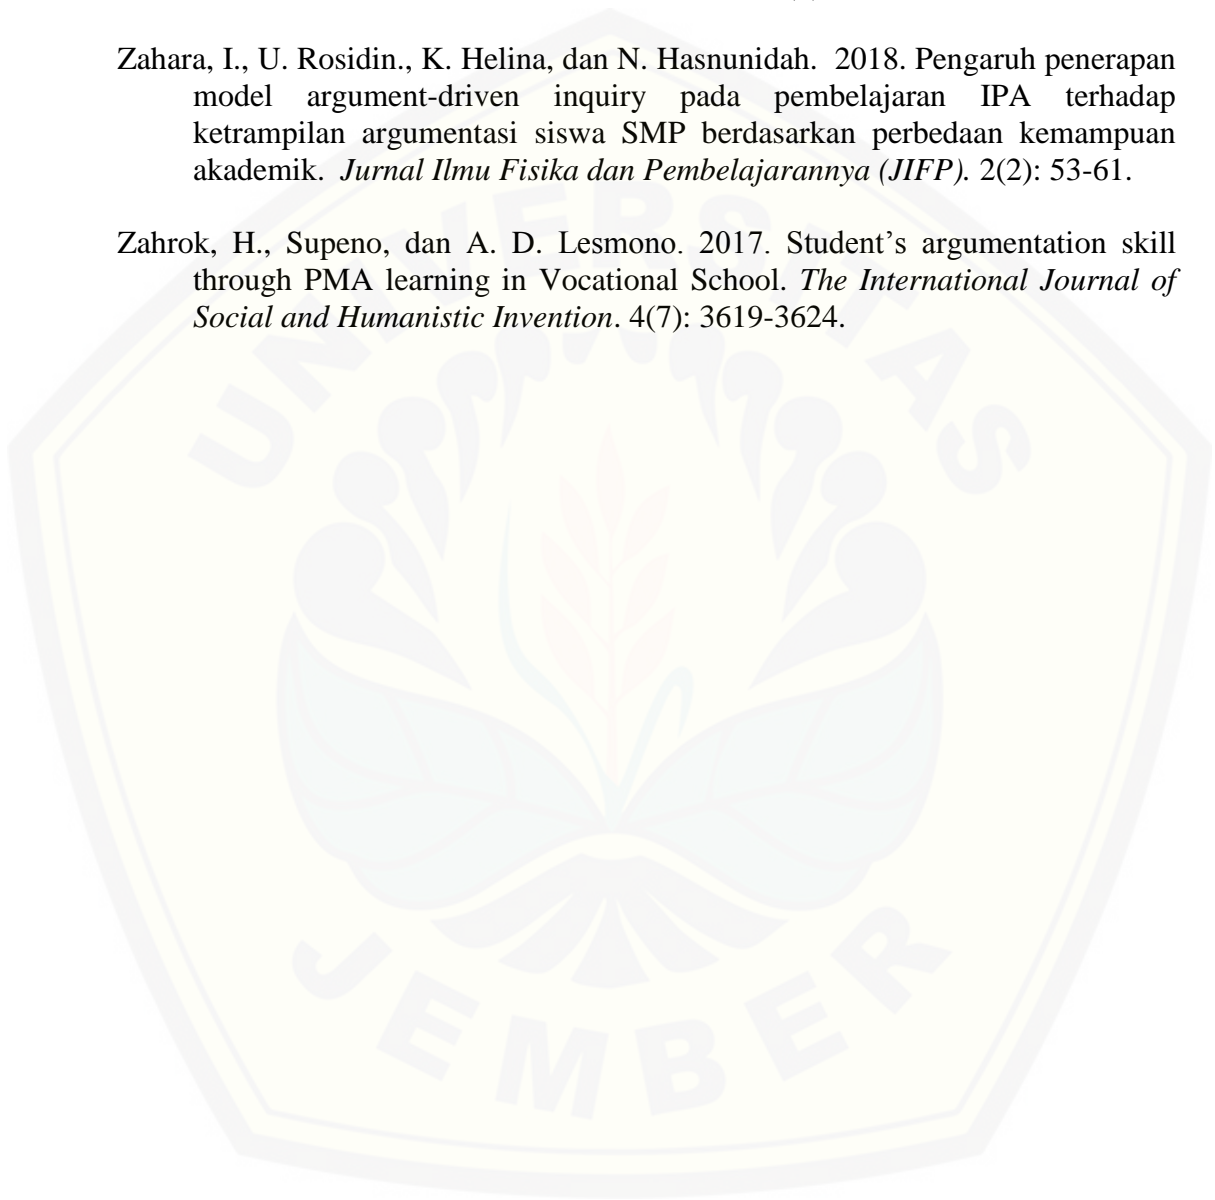 Zahara, I., U. Rosidin., K. Helina, dan N. Hasnunidah. 2018. Pengaruh penerapan
model argument-driven inquiry pada pembelajaran IPA terhadap
ketrampilan argumentasi siswa SMP berdasarkan perbedaan kemampuan
akademik. Jurnal Ilmu Fisika dan Pembelajarannya (JIFP). 2(2): 53-61.
Zahrok, H., Supeno, dan A. D. Lesmono. 2017. Student’s argumentation skill
through PMA learning in Vocational School. The International Journal of
Social and Humanistic Invention. 4(7): 3619-3624.
UNIVERSITAS
JEMBER